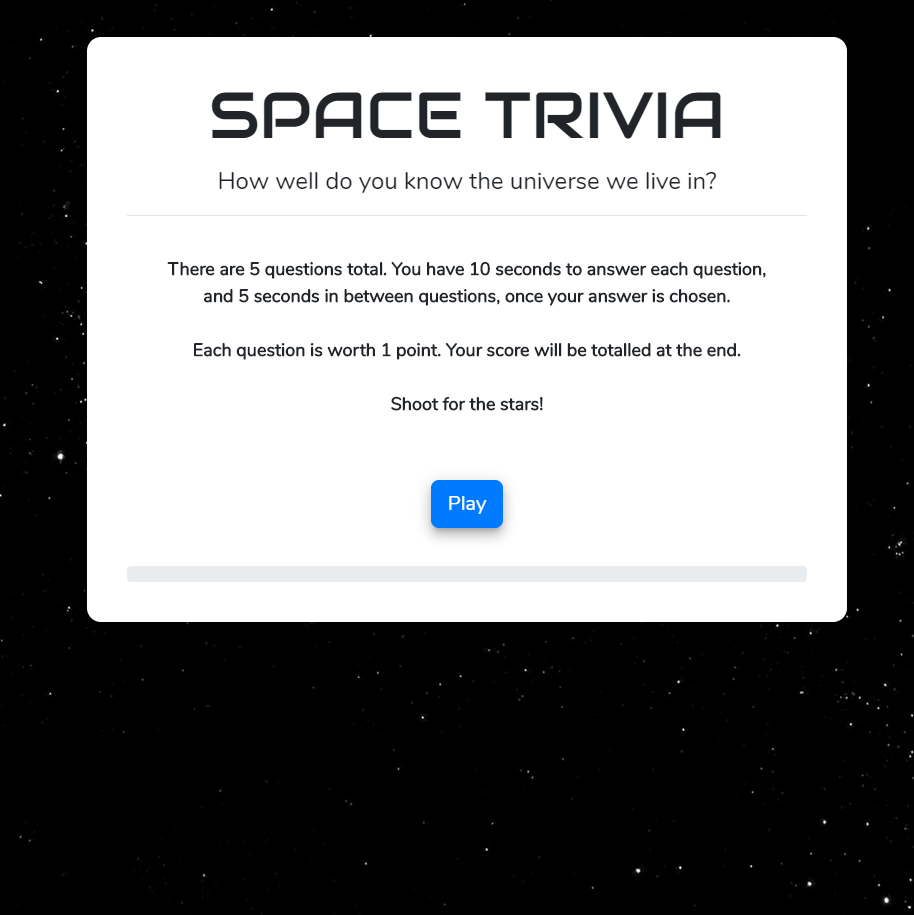 SPACE TRIVIA
How well do you know the universe we live in?
There are 5 questions total. You have 10 seconds to answer each question,
and 5 seconds in between questions, once your answer is chosen.
Each question is worth 1 point. Your score will be totalled at the end.
Shoot for the stars!
Play